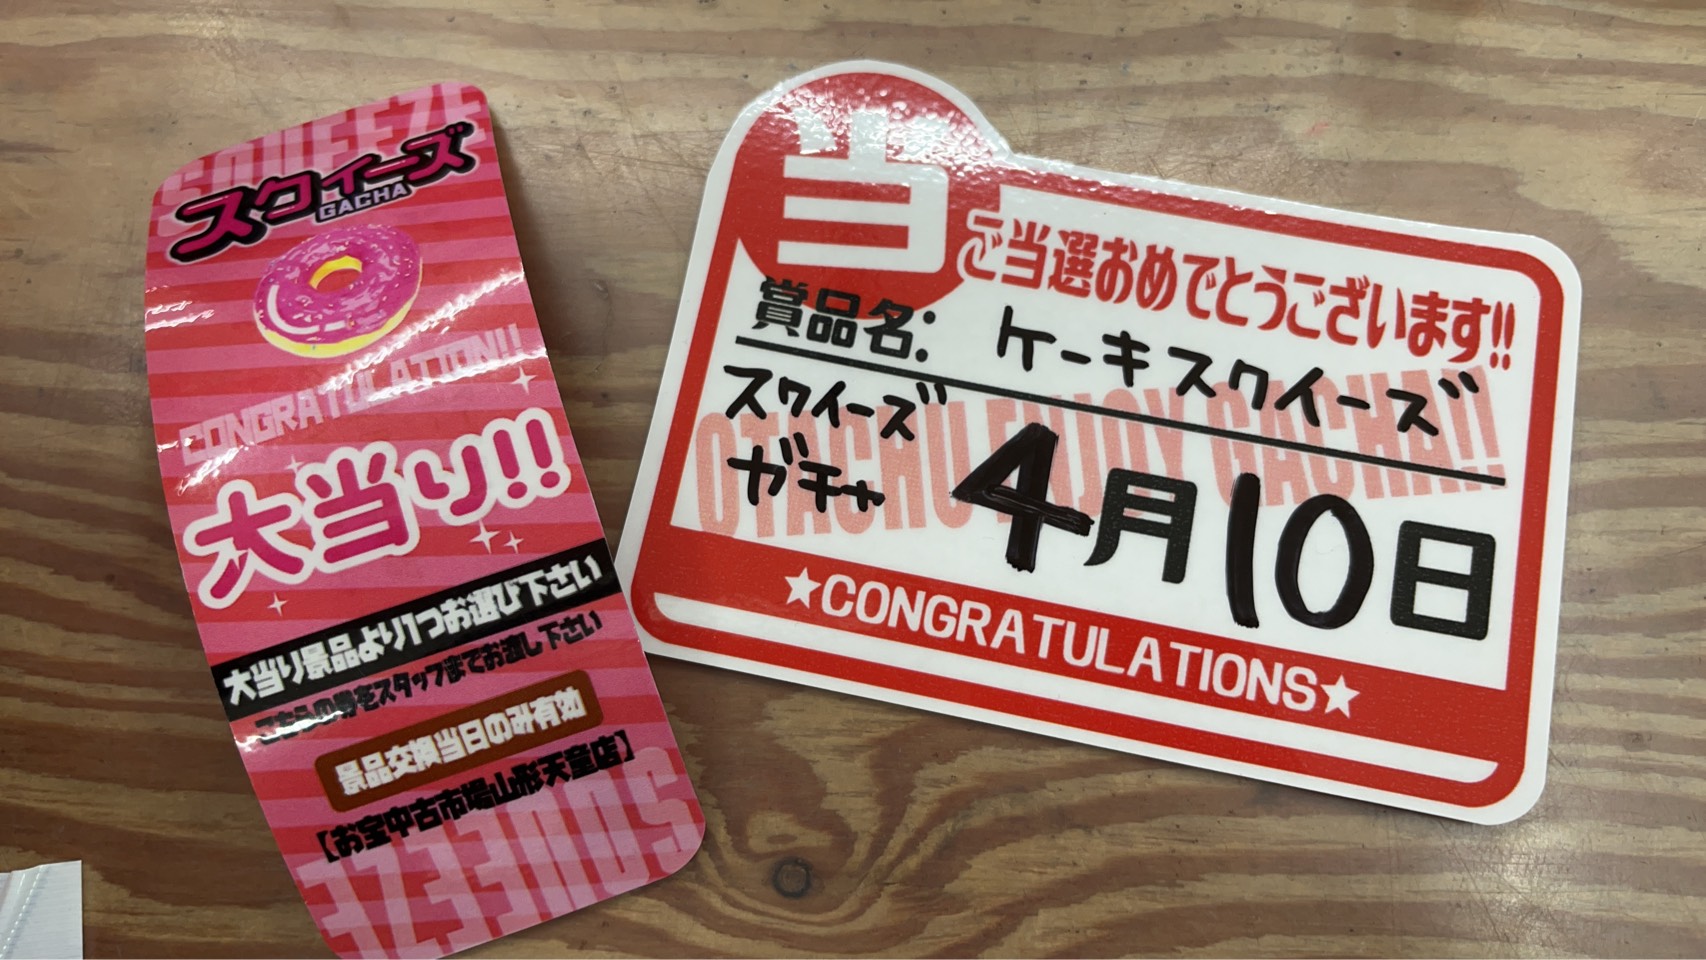 SQUEEZE
スクィーズ
GACHA
CONGRATULATION!!
大当り!!
大当り景品より1つお選び下さい
こちらの券をスタッフまでお渡し下さい
景品交換当日のみ有効
【お宝中古市場山形天童店】
SQUEEZE
当
ご当選おめでとうございます!!
賞品名: ケーキスクイーズ
OTACHU ENJOY GACHA!!
スクイーズ
ガチャ
4月10日
★CONGRATULATIONS★